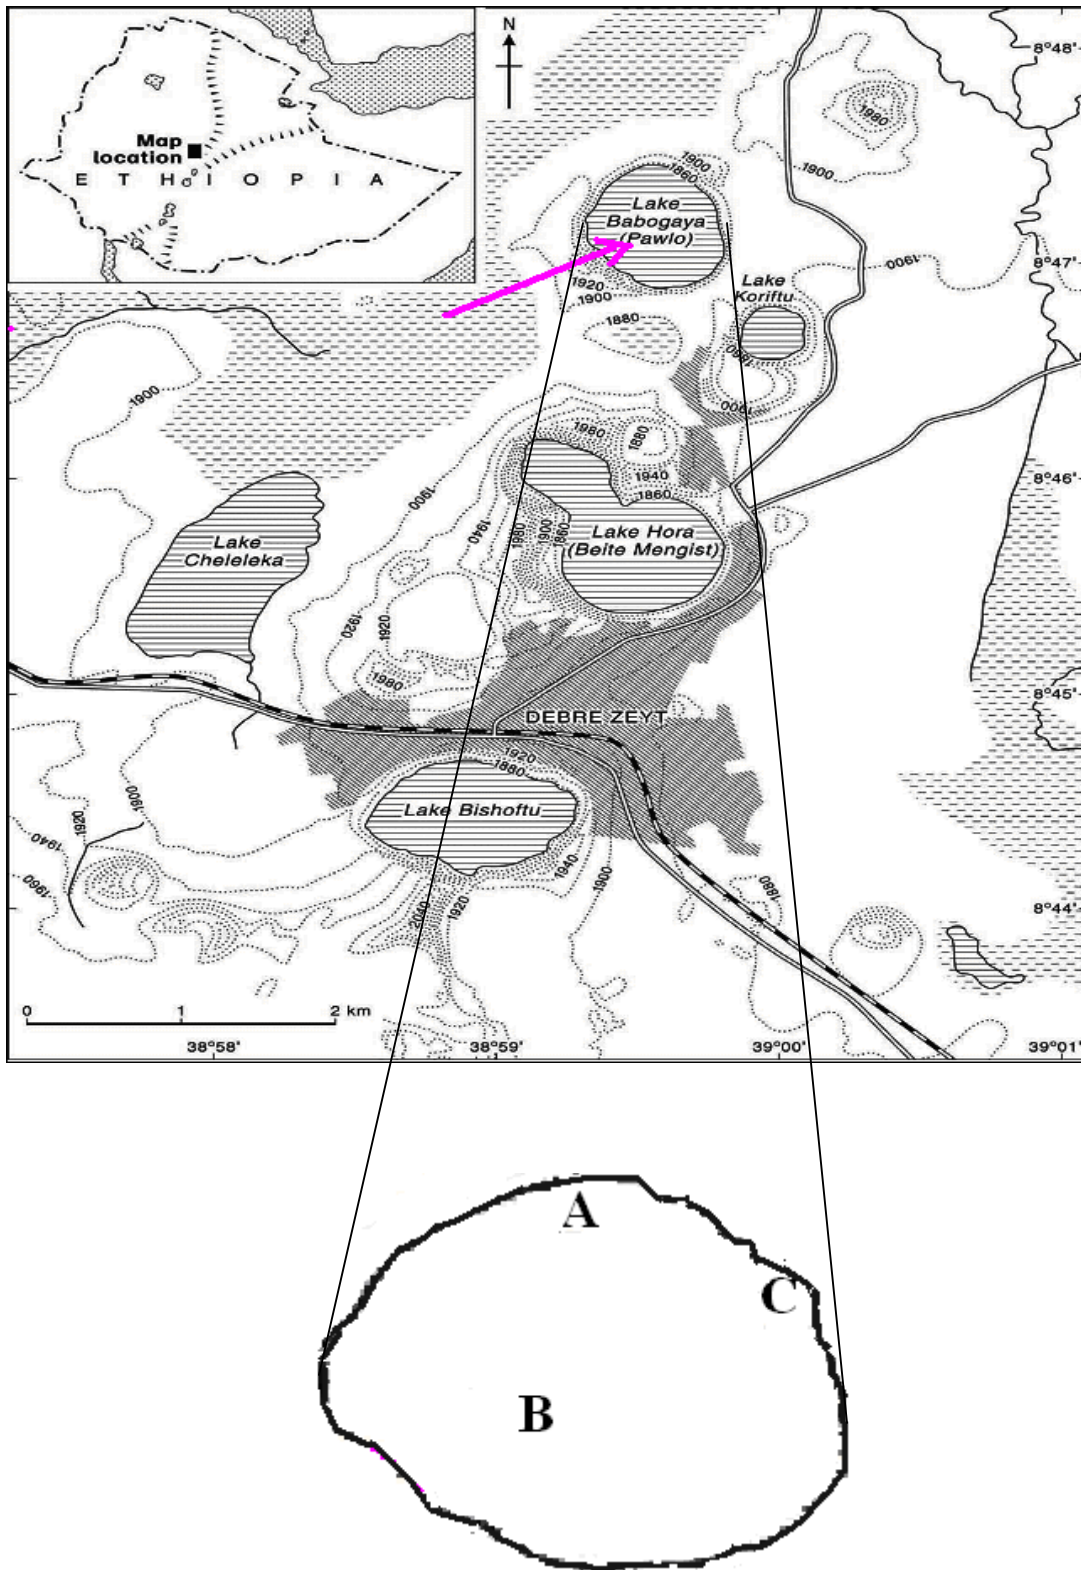 Map
location
E T H I O P I A
N
8°48'
1980
1900
1900
1860
Lake
Babogaya
(Pawlo)
1900
8°47'
Lake
Koriftu
1920
1900
1880
1860
1900
1900
1980
1880
1940
1860
8°46'
1900
1940
1980
1900
1860
Lake Hora
(Beite Mengist)
Lake
Cheleleka
1920
1920
1980
8°45'
DEBRE ZEYT
1920
1880
Lake Bishoftu
1900
1920
1940
1960
1940
1900
1880
2040
1920
8°44'
0 1 2 km
38°58'
38°59'
39°00'
39°01'
A
C
B